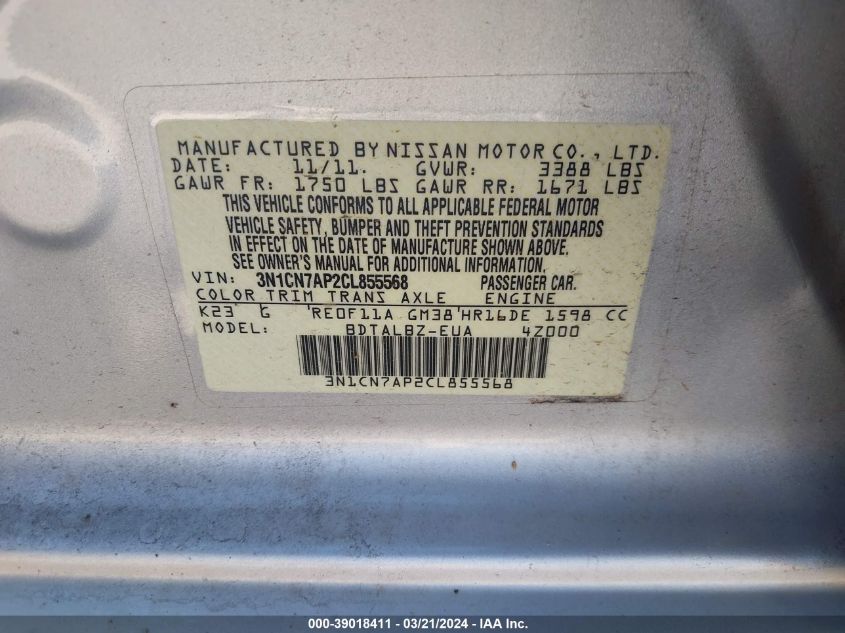 MANUFACTURED BY NISSAN MOTOR CO., LTD.
DATE: 11/11. GVWR: 3388 LBS
GAWR FR: 1750 LBS GAWR RR: 1671 LBS
THIS VEHICLE CONFORMS TO ALL APPLICABLE FEDERAL MOTOR
VEHICLE SAFETY, BUMPER AND THEFT PREVENTION STANDARDS
IN EFFECT ON THE DATE OF MANUFACTURE SHOWN ABOVE.
SEE OWNER'S MANUAL FOR ADDITIONAL INFORMATION.
VIN: 3N1CN7AP2CL855568 PASSENGER CAR.
COLOR TRIM TRANS AXLE ENGINE
K23 G RE0F11A GM38 HR16DE 1598 CC
MODEL: BDTALBZ-EUA 4Z000
3N1CN7AP2CL855568
000-39018411 - 03/21/2024 - IAA Inc.